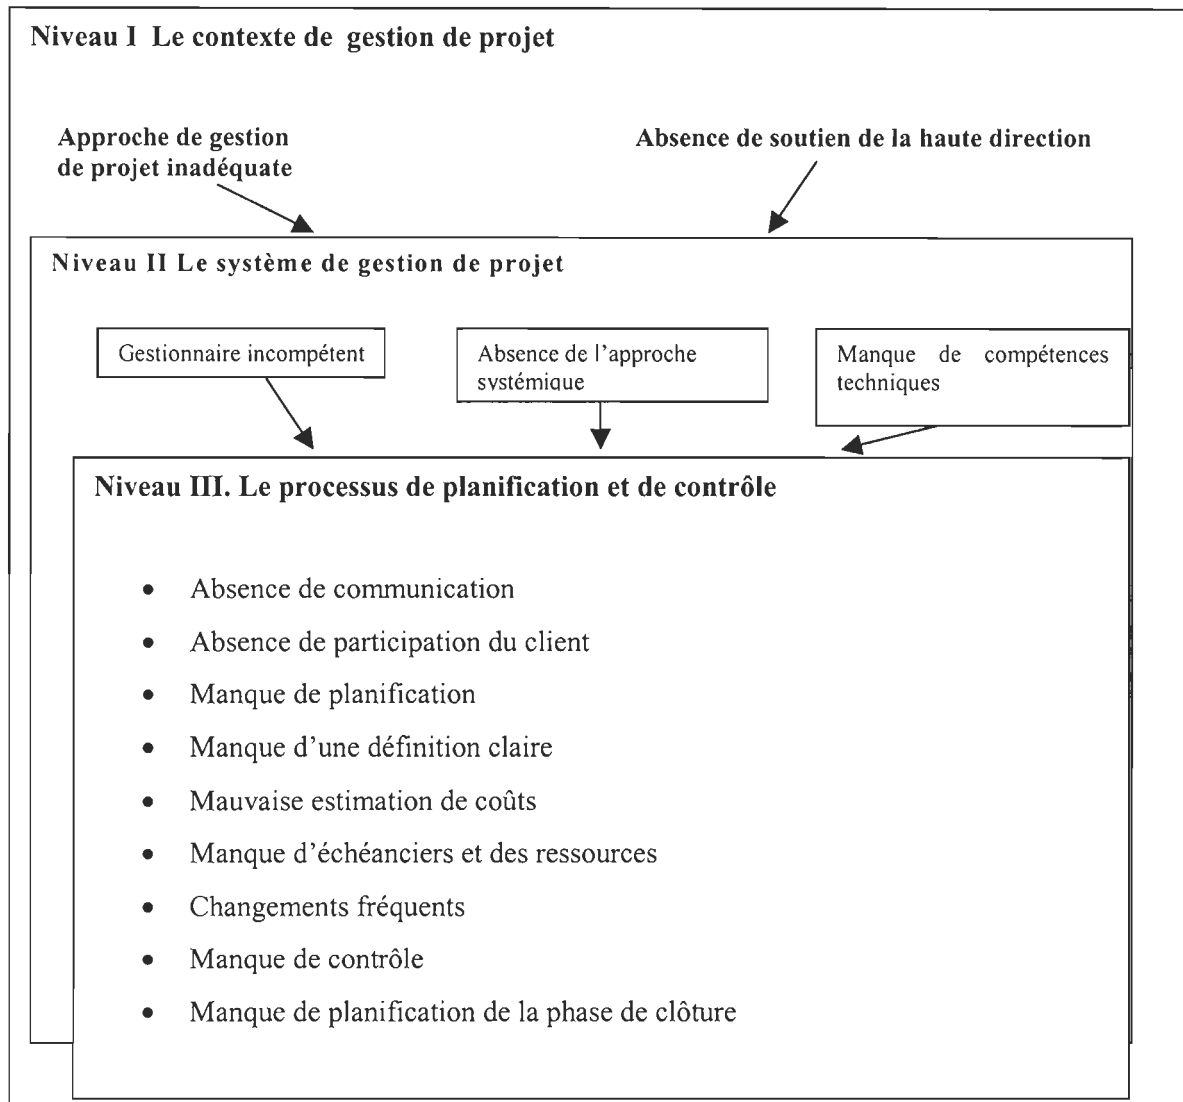 Niveau I Le contexte de gestion de projet
Approche de gestion
de projet inadéquate
Absence de soutien de la haute direction
Niveau II Le système de gestion de projet
Gestionnaire incompétent
Absence de l'approche
systémique
Manque de compétences
techniques
Niveau III. Le processus de planification et de contrôle
• Absence de communication
• Absence de participation du client
• Manque de planification
• Manque d'une définition claire
• Mauvaise estimation de coûts
• Manque d'échéanciers et des ressources
• Changements fréquents
• Manque de contrôle
• Manque de planification de la phase de clôture